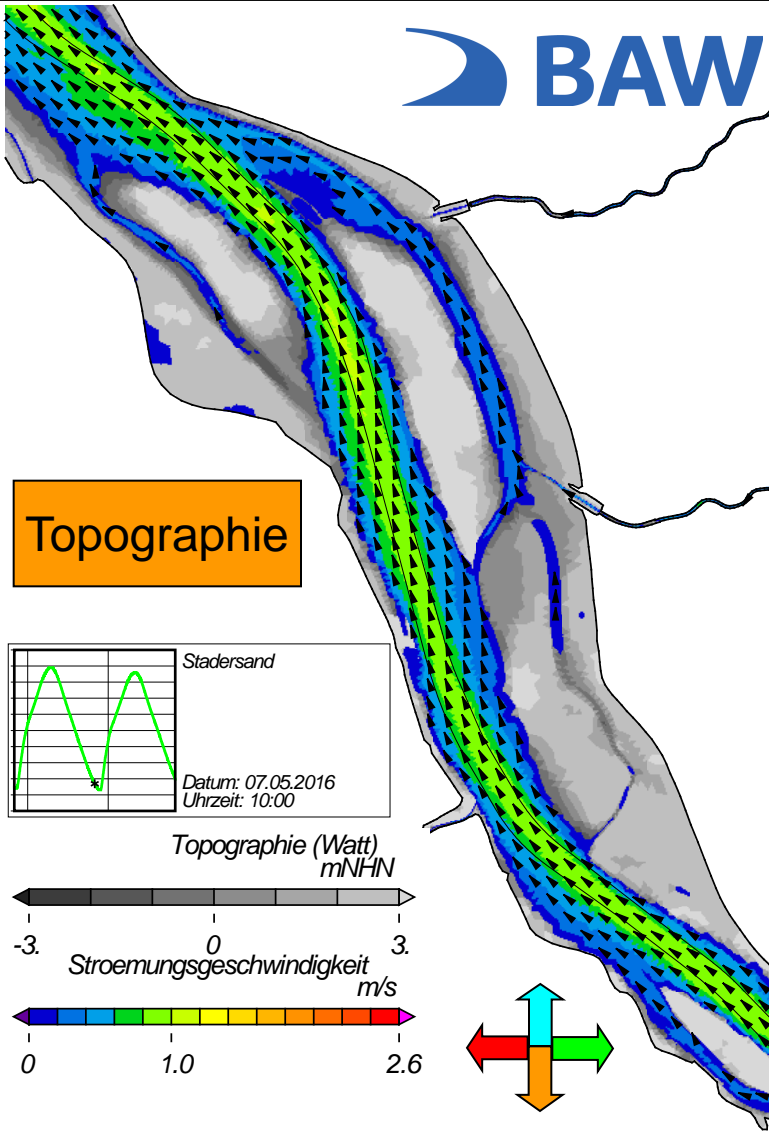 BAW
Topographie
Stadersand
Datum: 07.05.2016
Uhrzeit: 10:00
Topographie (Watt)
mNHN
-3. 0 3.
Stroemungsgeschwindigkeit
m/s
0 1.0 2.6